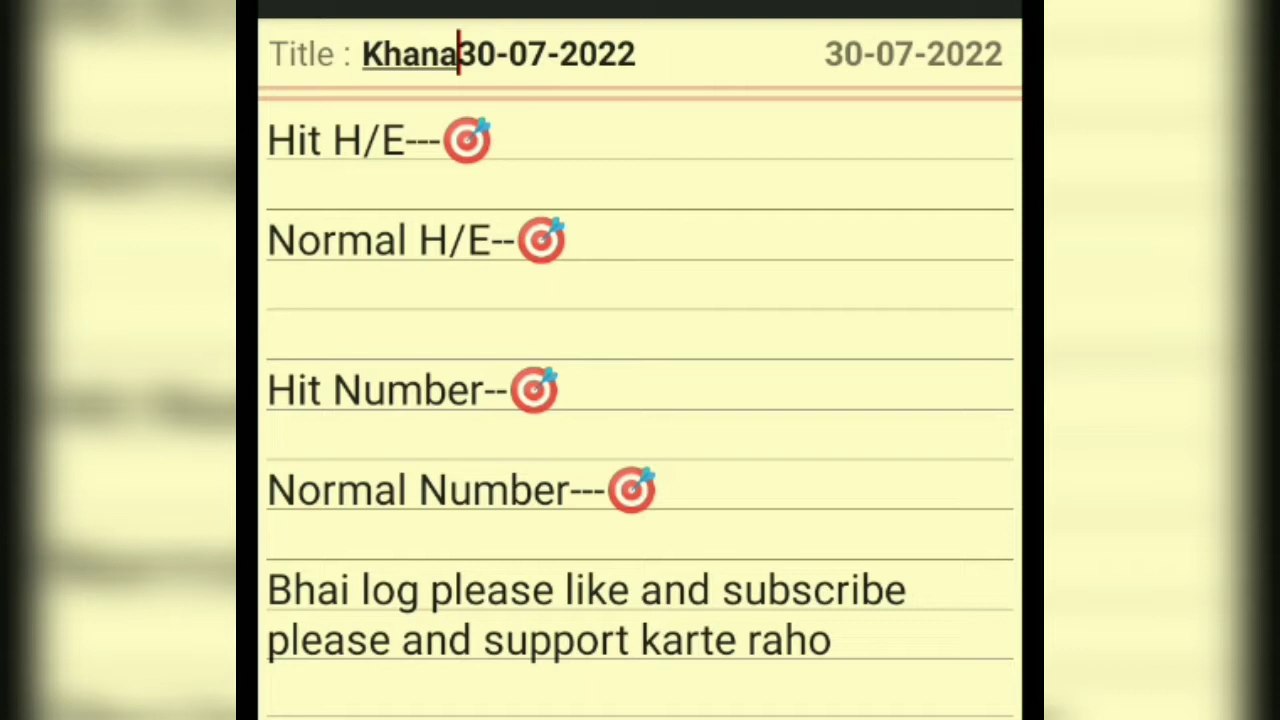 Title : Khana30-07-2022 30-07-2022
Hit H/E---🎯
Normal H/E--🎯
Hit Number--🎯
Normal Number---🎯
Bhai log please like and subscribe
please and support karte raho